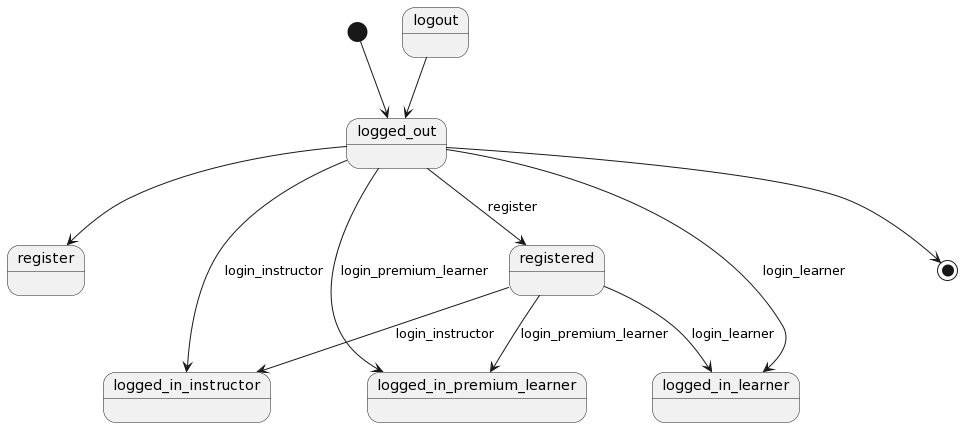 logout
logged_out
register
register
registered
login_instructor
login_premium_learner
login_learner
login_instructor
login_premium_learner
login_learner
logged_in_instructor
logged_in_premium_learner
logged_in_learner